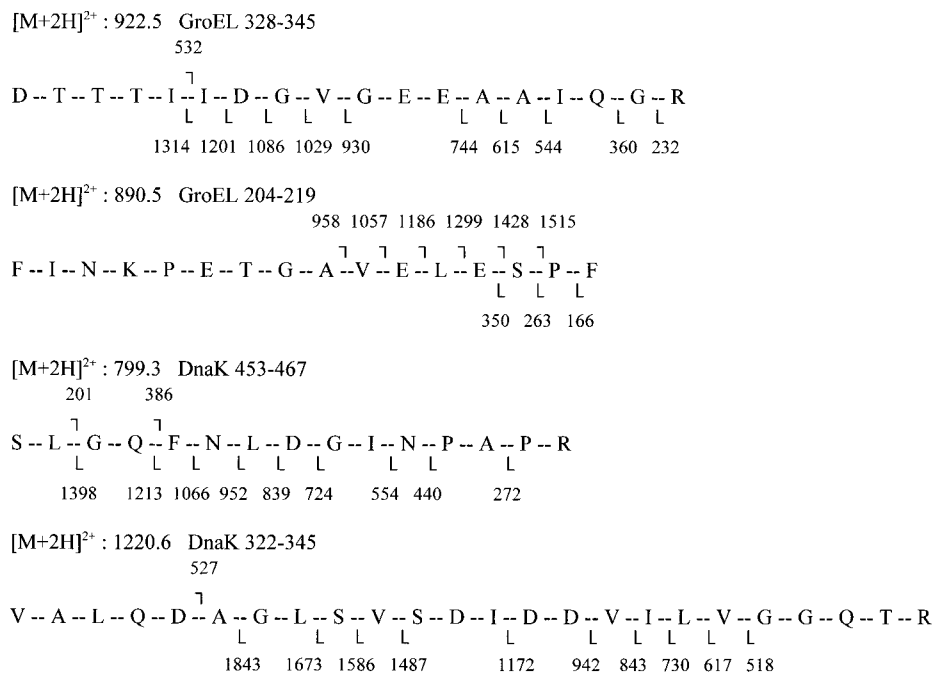 [M+2H]²⁺ : 922.5 GroEL 328-345
532
D -- T -- T -- T -- I -- I -- D -- G -- V -- G -- E -- E -- A -- A -- I -- Q -- G -- R
1314 1201 1086 1029 930 744 615 544 360 232
[M+2H]²⁺ : 890.5 GroEL 204-219
958 1057 1186 1299 1428 1515
F -- I -- N -- K -- P -- E -- T -- G -- A -- V -- E -- L -- E -- S -- P -- F
350 263 166
[M+2H]²⁺ : 799.3 DnaK 453-467
201 386
S -- L -- G -- Q -- F -- N -- L -- D -- G -- I -- N -- P -- A -- P -- R
1398 1213 1066 952 839 724 554 440 272
[M+2H]²⁺ : 1220.6 DnaK 322-345
527
V -- A -- L -- Q -- D -- A -- G -- L -- S -- V -- S -- D -- I -- D -- D -- V -- I -- L -- V -- G -- G -- Q -- T -- R
1843 1673 1586 1487 1172 942 843 730 617 518